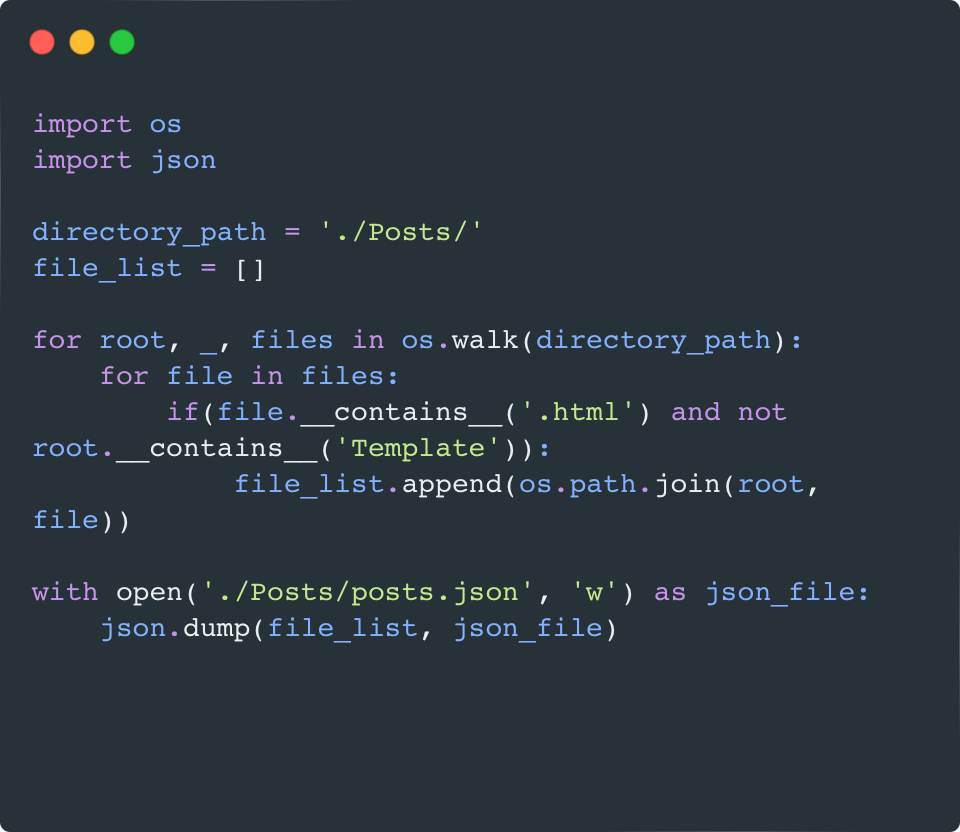 import os
import json

directory_path = './Posts/'
file_list = []

for root, _, files in os.walk(directory_path):
    for file in files:
        if(file.__contains__('.html') and not
root.__contains__('Template')):
            file_list.append(os.path.join(root,
file))

with open('./Posts/posts.json', 'w') as json_file:
    json.dump(file_list, json_file)